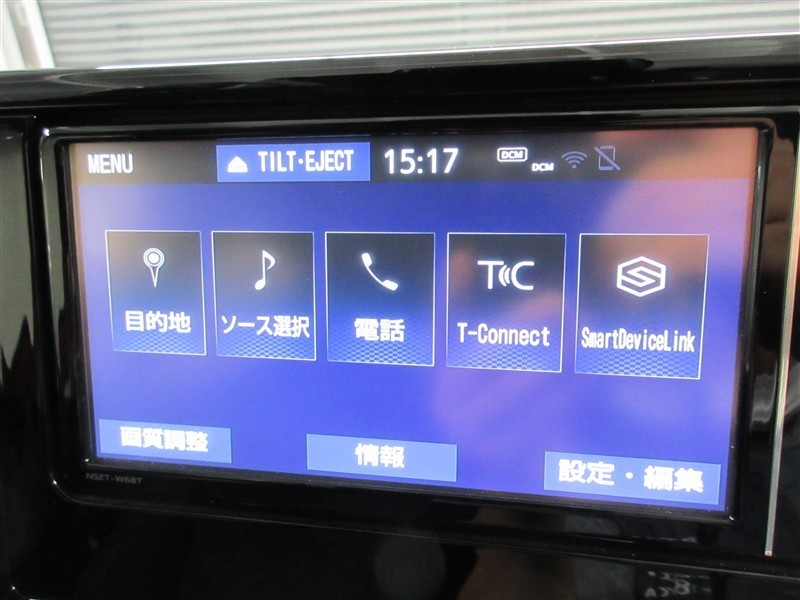 MENU
TILT·EJECT
15:17
DCM
DCM
目的地
ソース選択
電話
TC
T-Connect
SmartDeviceLink
画質調整
情報
設定・編集
NSZT-W68T